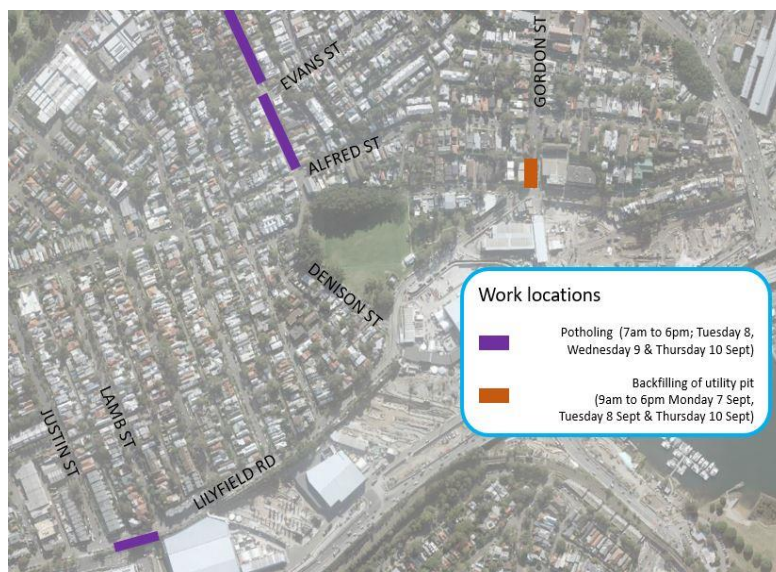 EVANS ST
GORDON ST
ALFRED ST
DENISON ST
Work locations
Potholing (7am to 6pm; Tuesday 8,
Wednesday 9 & Thursday 10 Sept)
Backfilling of utility pit
(9am to 6pm Monday 7 Sept,
Tuesday 8 Sept & Thursday 10 Sept)
JUSTIN ST
LAMB ST
LILYFIELD RD